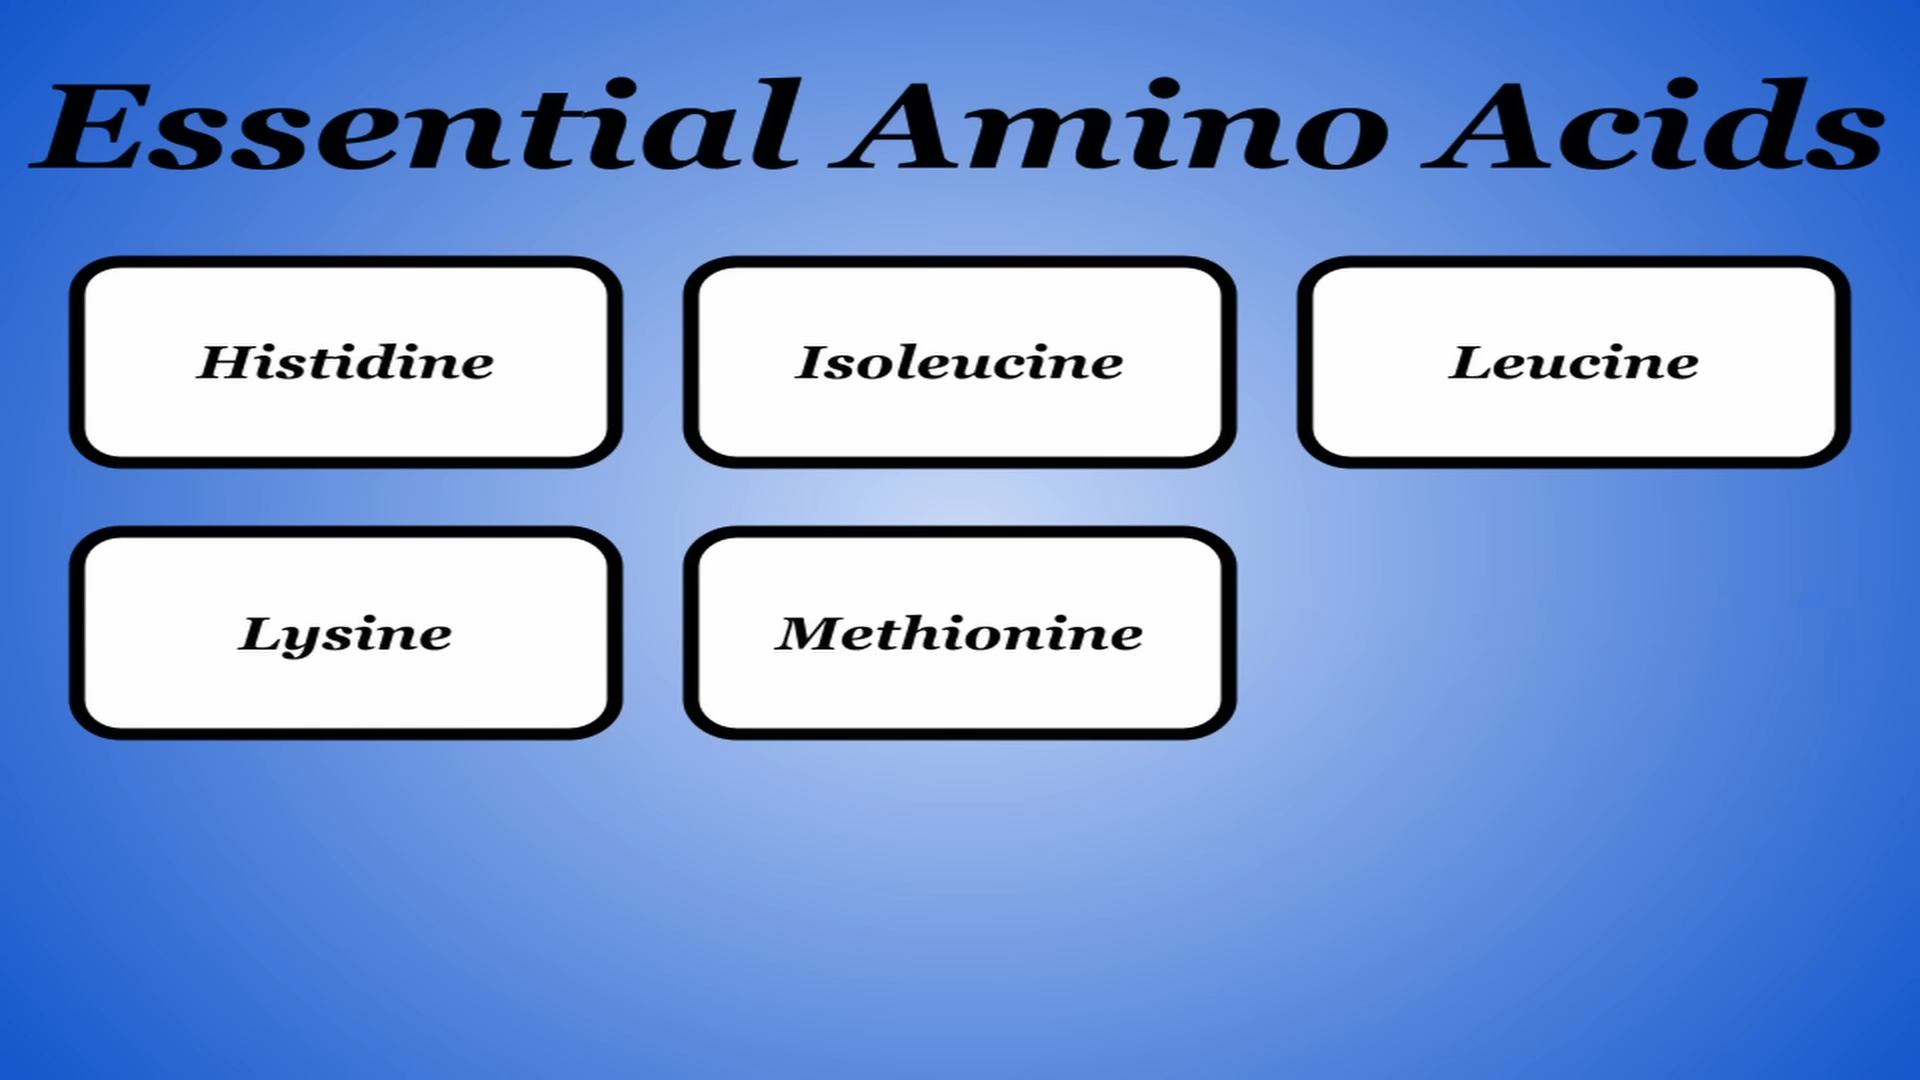 Essential Amino Acids
Histidine
Isoleucine
Leucine
Lysine
Methionine